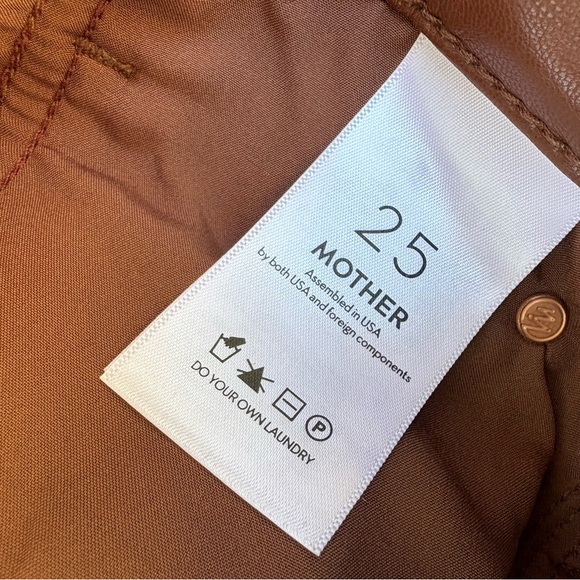 25
MOTHER
Assembled in USA
by both USA and foreign components
P
DO YOUR OWN LAUNDRY
M